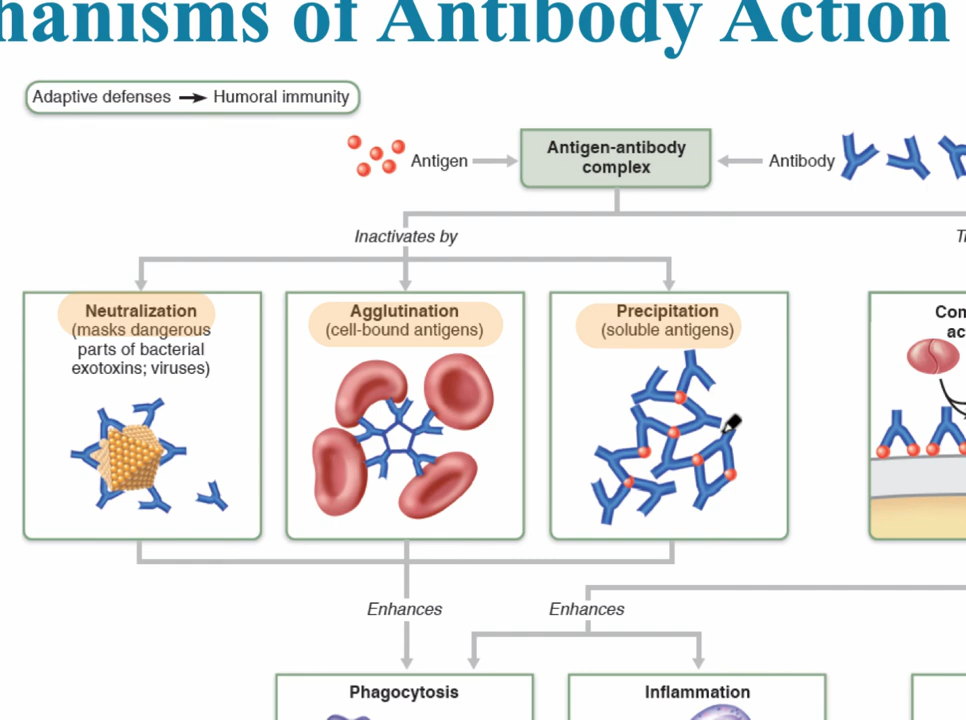 hanisms of Antibody Action
Adaptive defenses → Humoral immunity
Antigen
Antigen-antibody
complex
Antibody
Inactivates by
Neutralization
(masks dangerous
parts of bacterial
exotoxins; viruses)
Agglutination
(cell-bound antigens)
Precipitation
(soluble antigens)
Enhances
Enhances
Phagocytosis
Inflammation